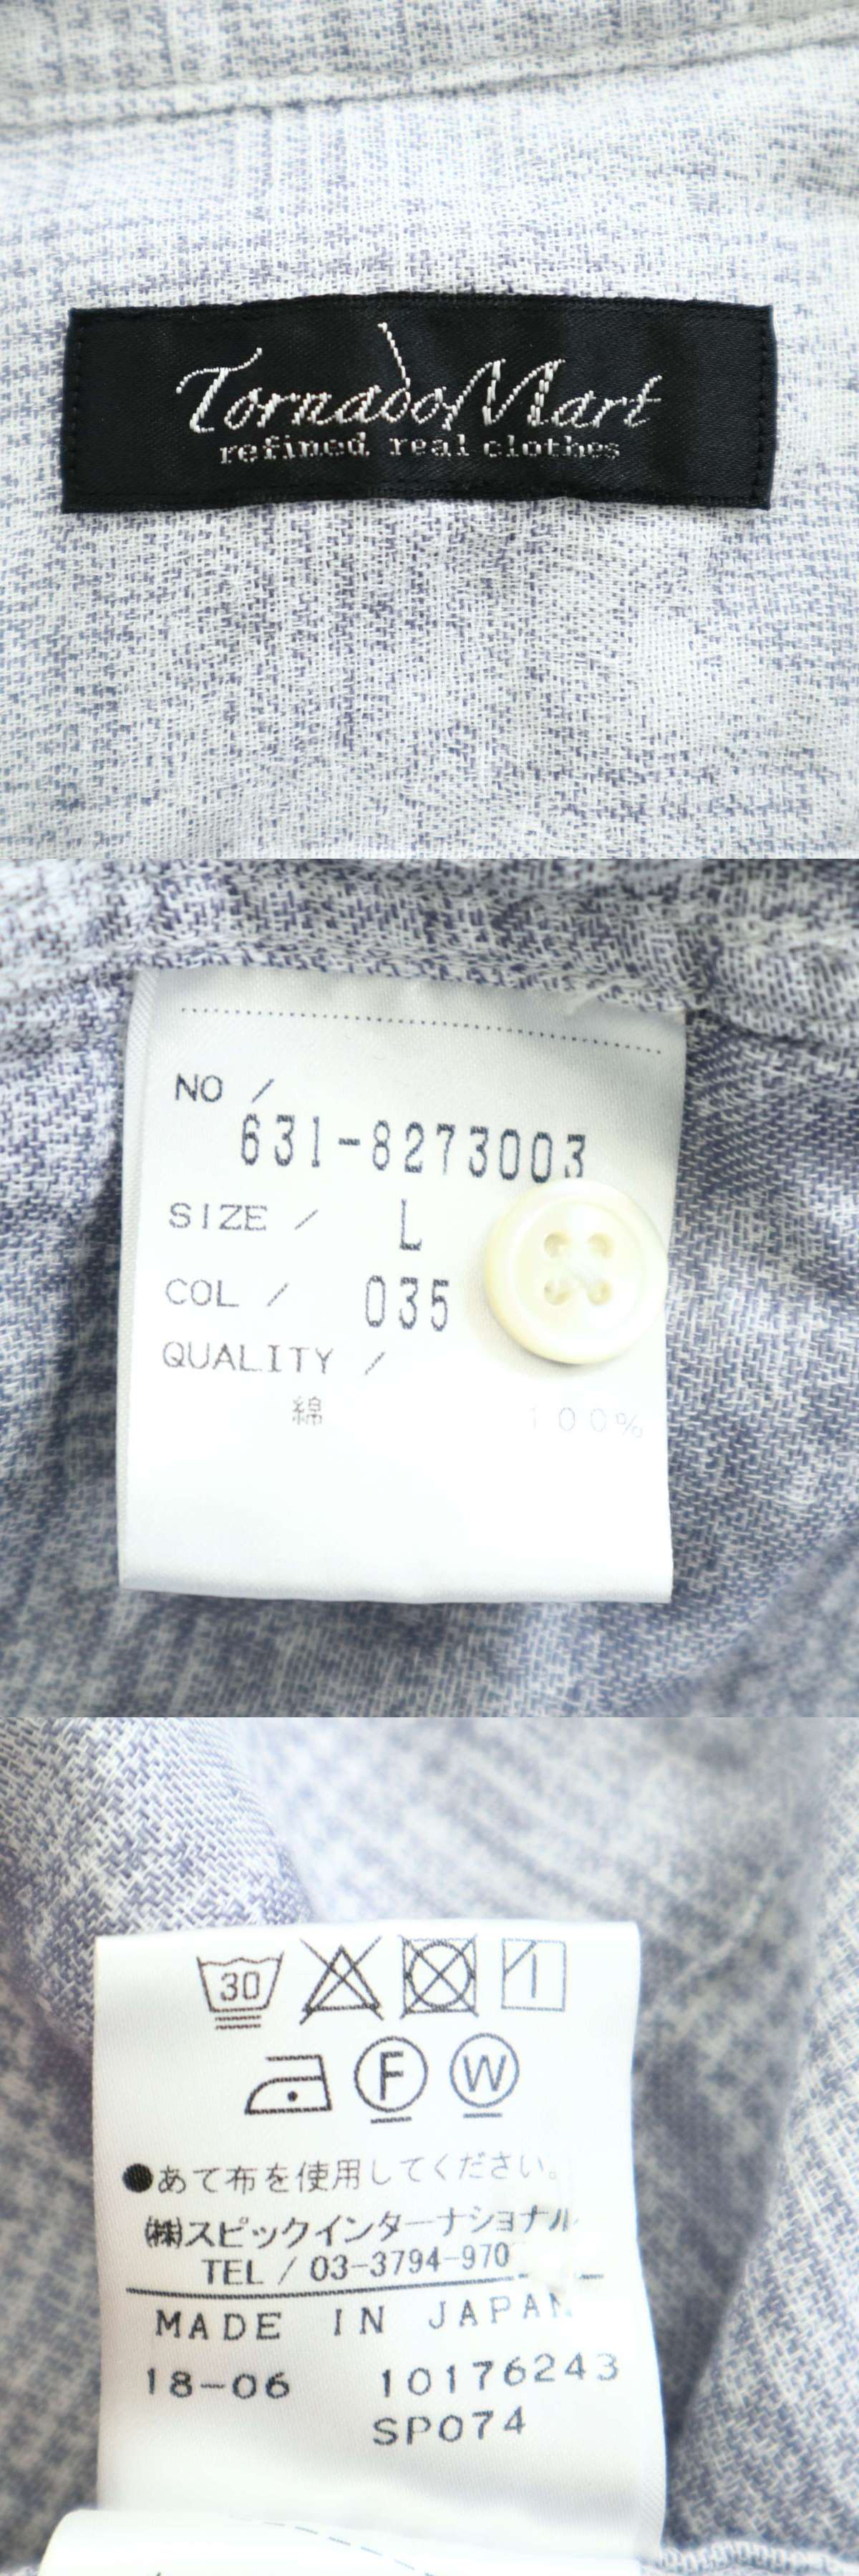 TornadoMart
refined real clothes
NO /
631-8273003
SIZE / L
COL / 035
QUALITY /
綿 100%
30
F W
●あて布を使用してください。
㈱スピックインターナショナル
TEL / 03-3794-970
MADE IN JAPAN
18-06 10176243
SP074